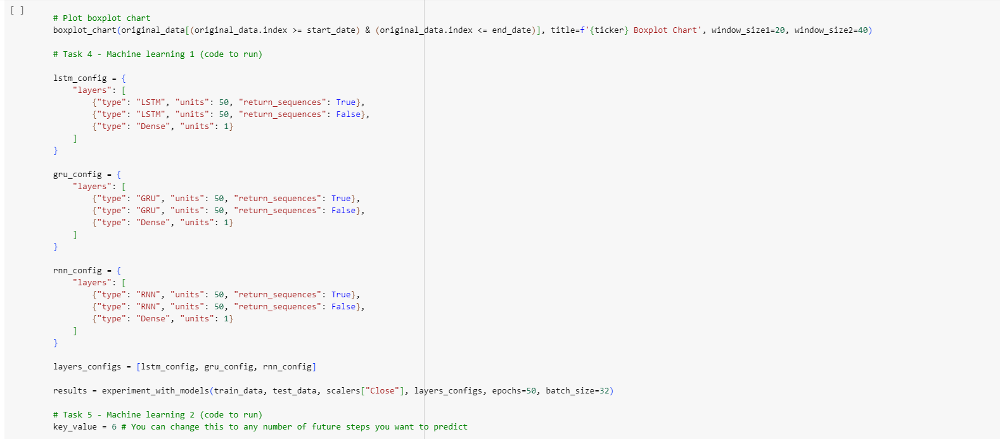 [ ]
# Plot boxplot chart
boxplot_chart(original_data[(original_data.index >= start_date) & (original_data.index <= end_date)], title=f'{ticker} Boxplot Chart', window_size1=20, window_size2=40)
# Task 4 - Machine learning 1 (code to run)
lstm_config = {
    "layers": [
        {"type": "LSTM", "units": 50, "return_sequences": True},
        {"type": "LSTM", "units": 50, "return_sequences": False},
        {"type": "Dense", "units": 1}
    ]
}
gru_config = {
    "layers": [
        {"type": "GRU", "units": 50, "return_sequences": True},
        {"type": "GRU", "units": 50, "return_sequences": False},
        {"type": "Dense", "units": 1}
    ]
}
rnn_config = {
    "layers": [
        {"type": "RNN", "units": 50, "return_sequences": True},
        {"type": "RNN", "units": 50, "return_sequences": False},
        {"type": "Dense", "units": 1}
    ]
}
layers_configs = [lstm_config, gru_config, rnn_config]
results = experiment_with_models(train_data, test_data, scalers["Close"], layers_configs, epochs=50, batch_size=32)
# Task 5 - Machine learning 2 (code to run)
key_value = 6 # You can change this to any number of future steps you want to predict